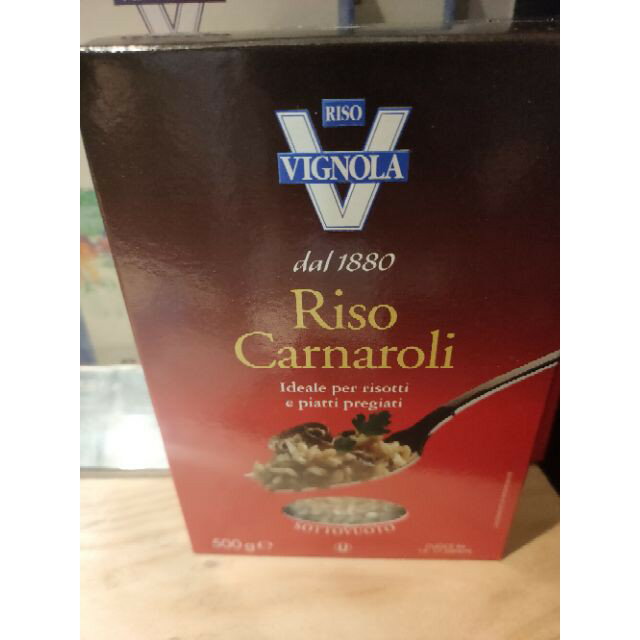 RISO
VIGNOLA
dal 1880
Riso
Carnaroli
Ideale per risotti
e piatti pregiati
SOTTOVUOTO
500 g e
U